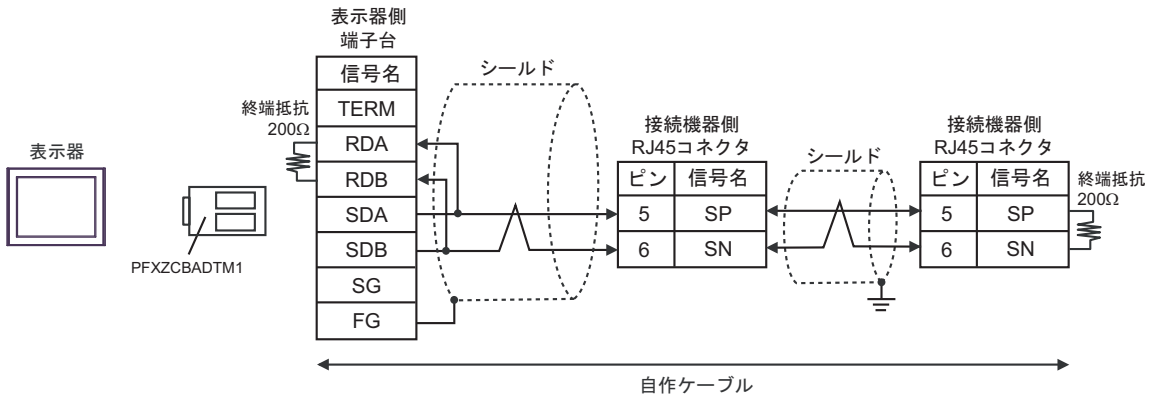 表示器
PFXZCBADTM1
表示器側
端子台
信号名
TERM
RDA
RDB
SDA
SDB
SG
FG
終端抵抗
200Ω
シールド
接続機器側
RJ45コネクタ
ピン 信号名
5 SP
6 SN
シールド
接続機器側
RJ45コネクタ
ピン 信号名
5 SP
6 SN
終端抵抗
200Ω
自作ケーブル